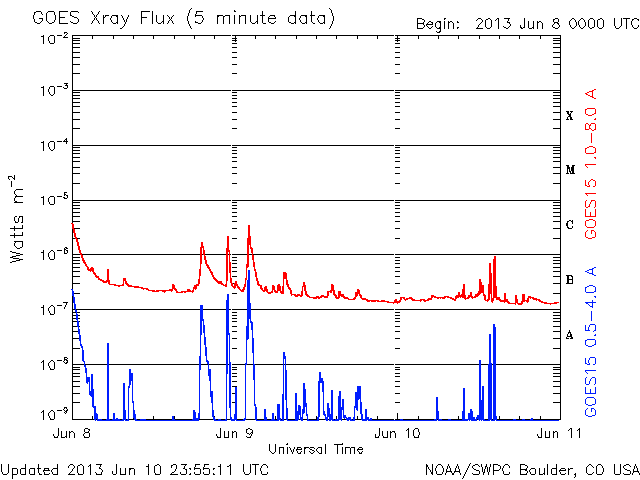 GOES Xray Flux (5 minute data)
Begin: 2013 Jun 8 0000 UTC
10⁻²
10⁻³
10⁻⁴
10⁻⁵
10⁻⁶
10⁻⁷
10⁻⁸
10⁻⁹
Watts m⁻²
X
M
C
B
A
GOES15 1.0-8.0 A
GOES15 0.5-4.0 A
Jun 8
Jun 9
Jun 10
Jun 11
Universal Time
Updated 2013 Jun 10 23:55:11 UTC
NOAA/SWPC Boulder, CO USA